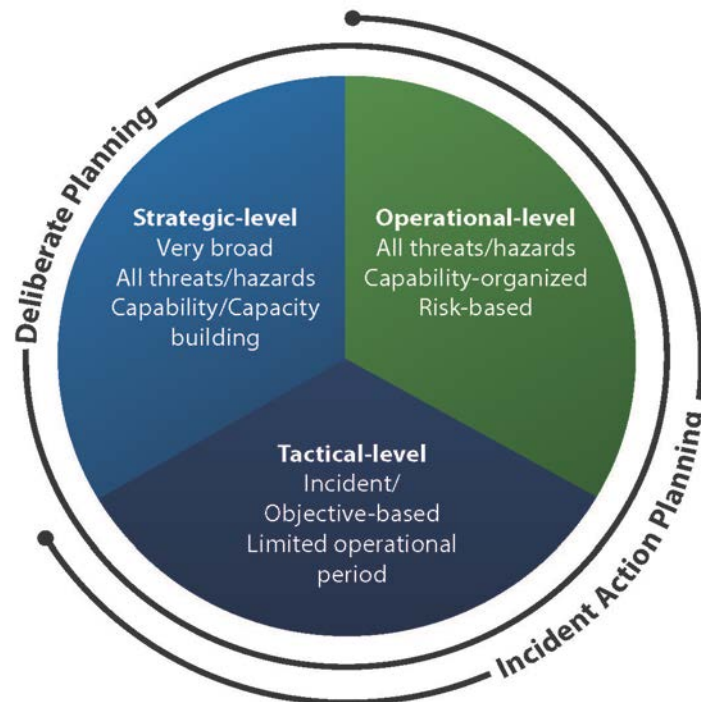 Deliberate Planning
Strategic-level
Very broad
All threats/hazards
Capability/Capacity
building
Operational-level
All threats/hazards
Capability-organized
Risk-based
Tactical-level
Incident/
Objective-based
Limited operational
period
Incident Action Planning